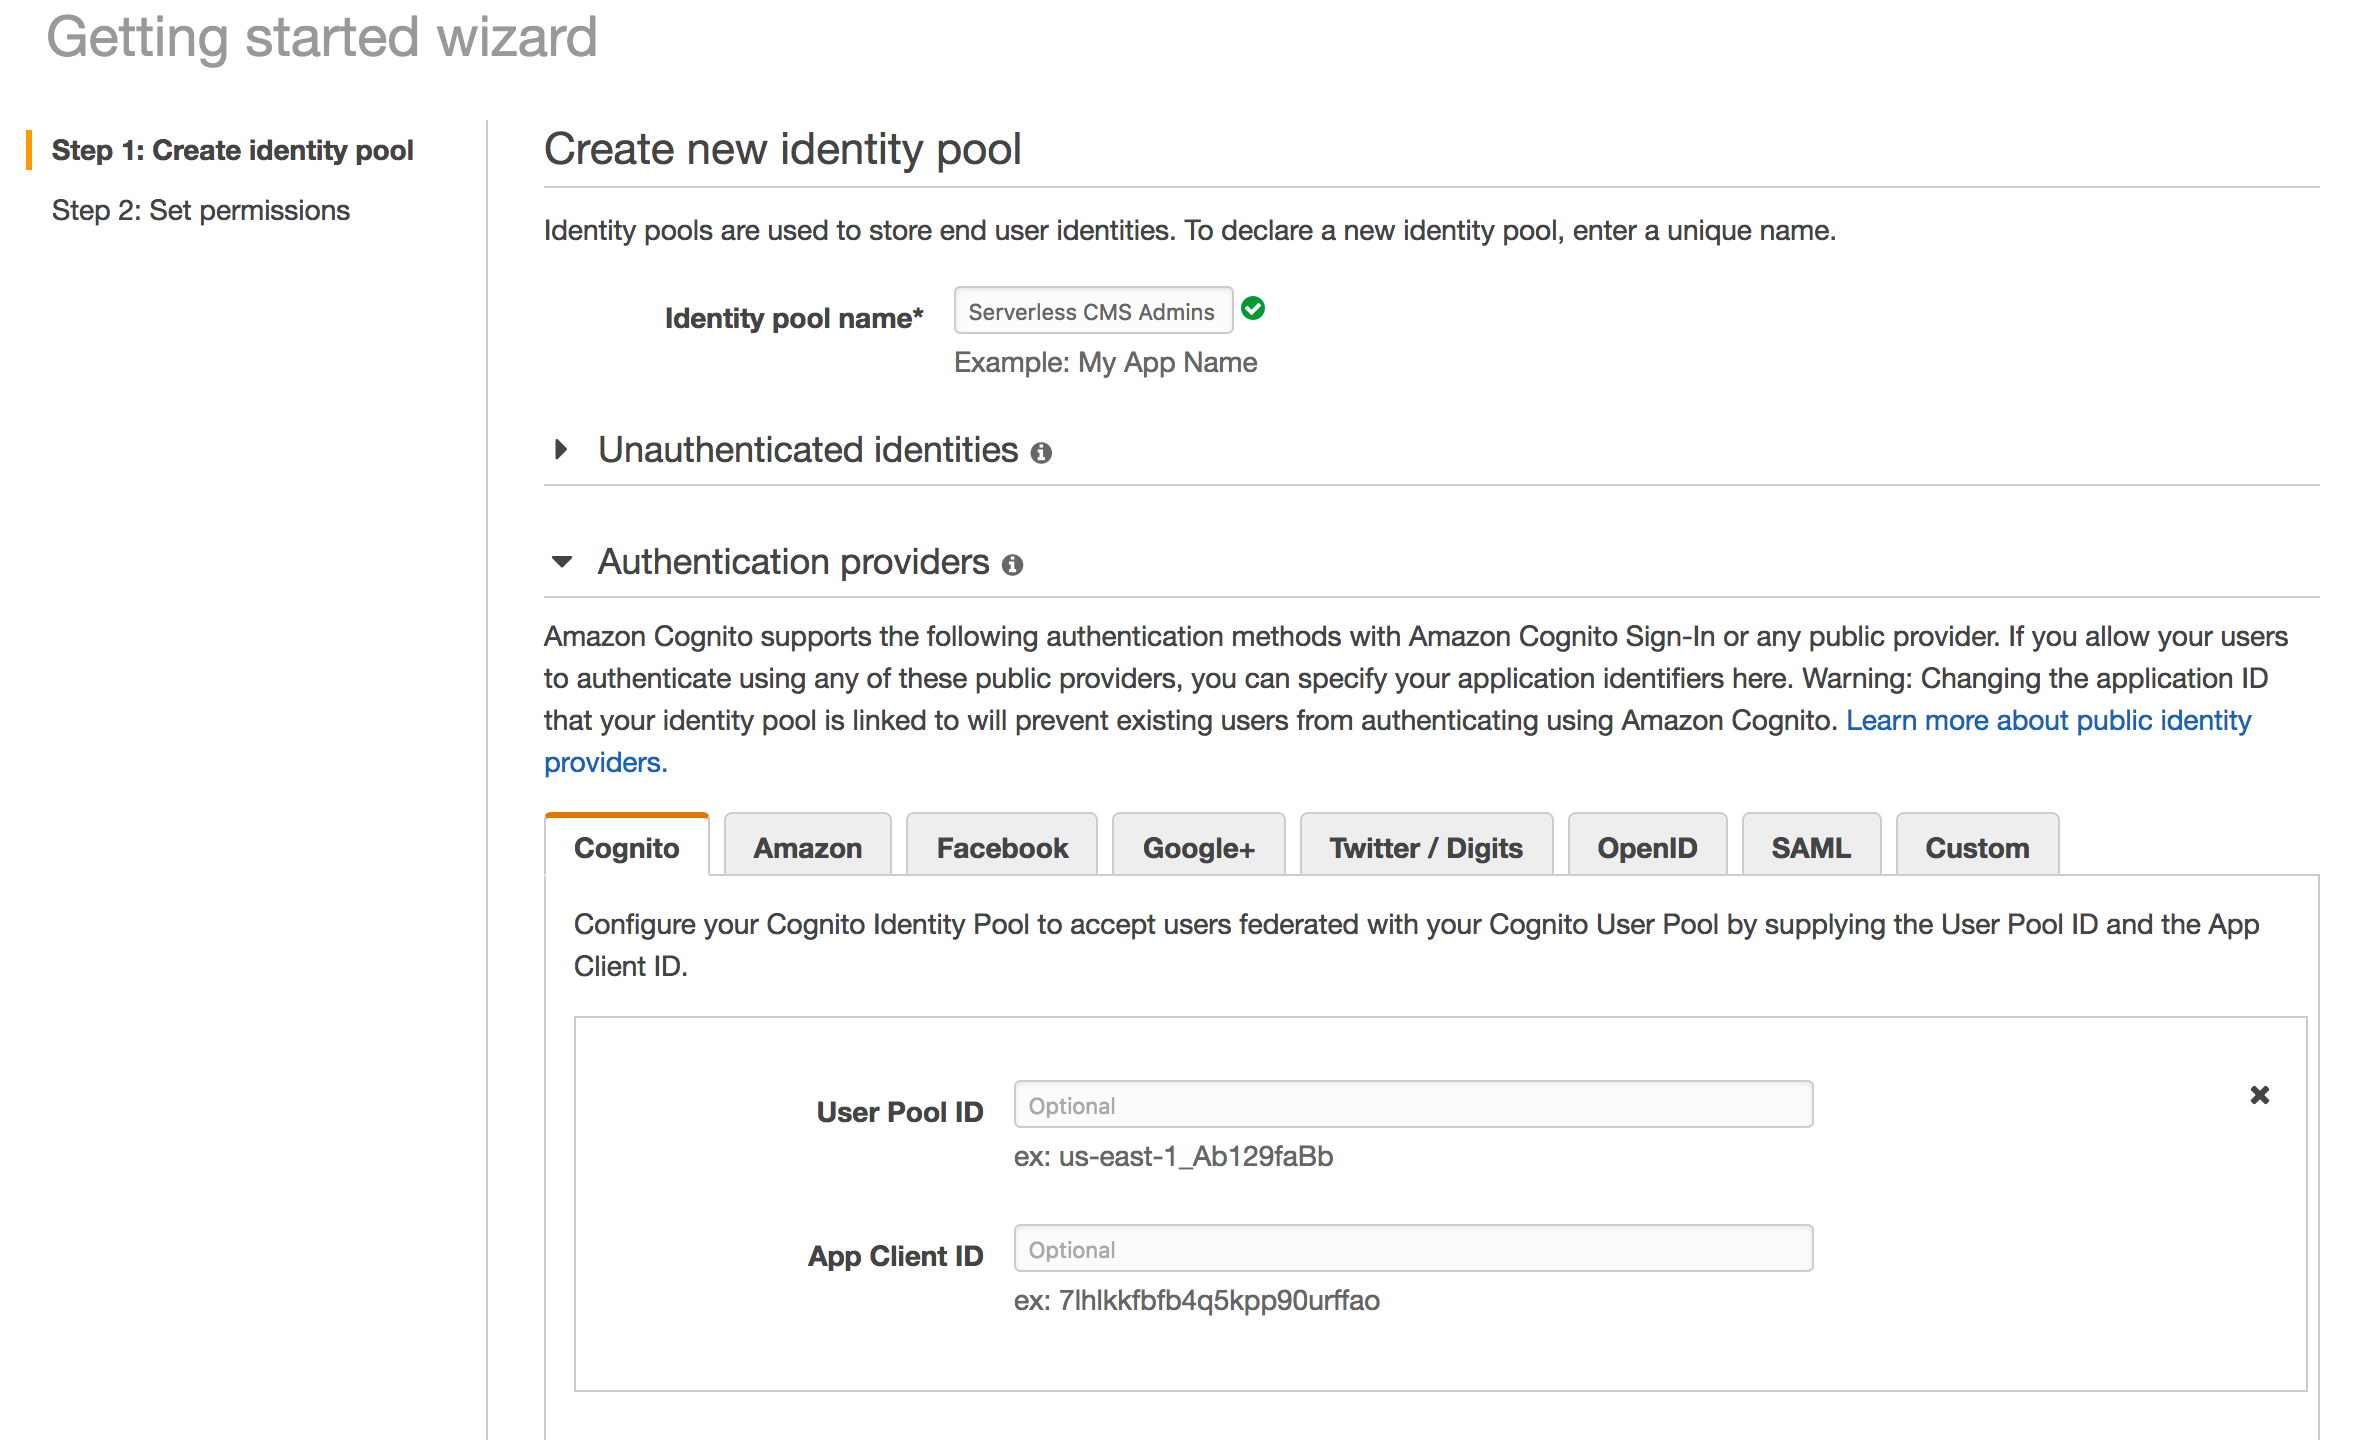 Getting started wizard
Step 1: Create identity pool
Step 2: Set permissions
Create new identity pool
Identity pools are used to store end user identities. To declare a new identity pool, enter a unique name.
Identity pool name* Serverless CMS Admins
Example: My App Name
Unauthenticated identities
Authentication providers
Amazon Cognito supports the following authentication methods with Amazon Cognito Sign-In or any public provider. If you allow your users
to authenticate using any of these public providers, you can specify your application identifiers here. Warning: Changing the application ID
that your identity pool is linked to will prevent existing users from authenticating using Amazon Cognito. Learn more about public identity
providers.
Cognito Amazon Facebook Google+ Twitter / Digits OpenID SAML Custom
Configure your Cognito Identity Pool to accept users federated with your Cognito User Pool by supplying the User Pool ID and the App
Client ID.
User Pool ID Optional
ex: us-east-1_Ab129faBb
App Client ID Optional
ex: 7lhlkkfbfb4q5kpp90urffao